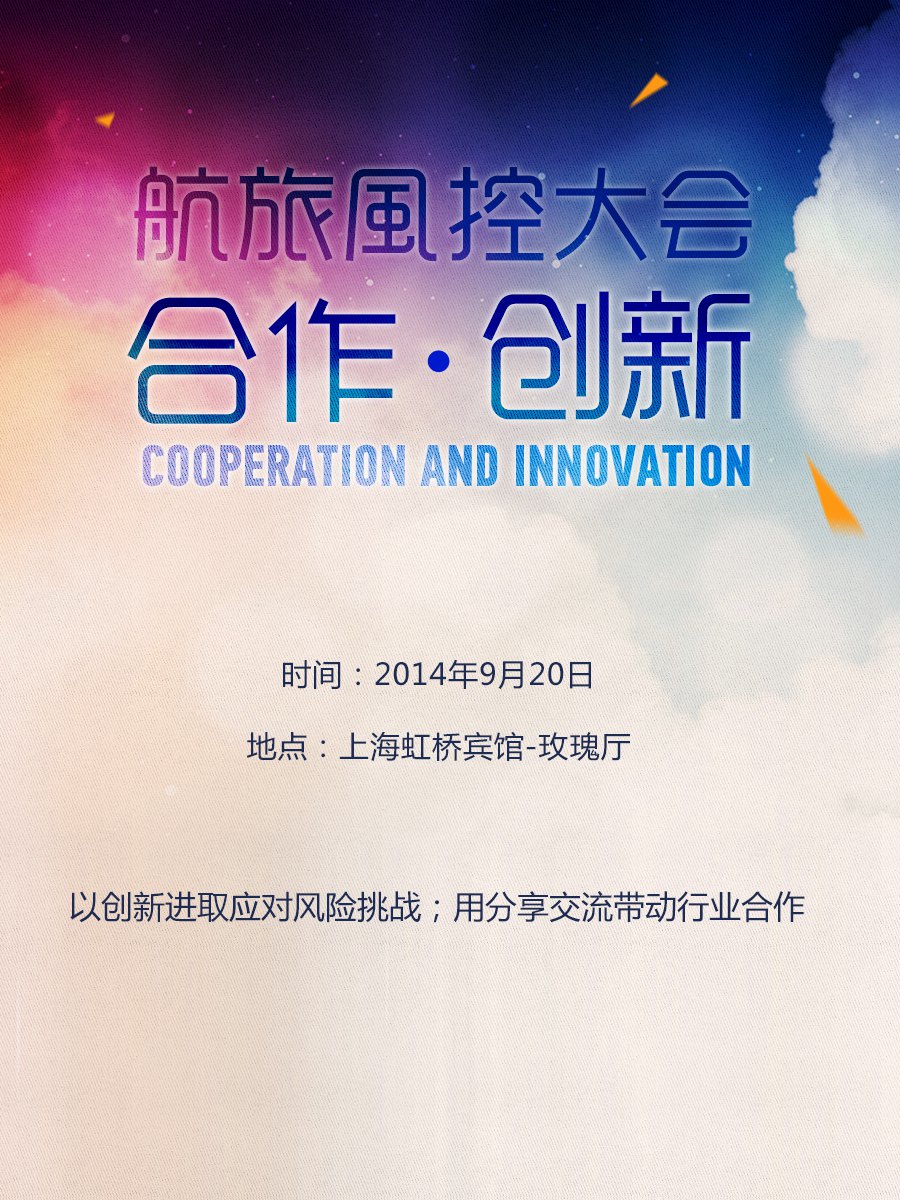 航旅風控大会
合作·创新
COOPERATION AND INNOVATION
时间：2014年9月20日
地点：上海虹桥宾馆-玫瑰厅
以创新进取应对风险挑战；用分享交流带动行业合作